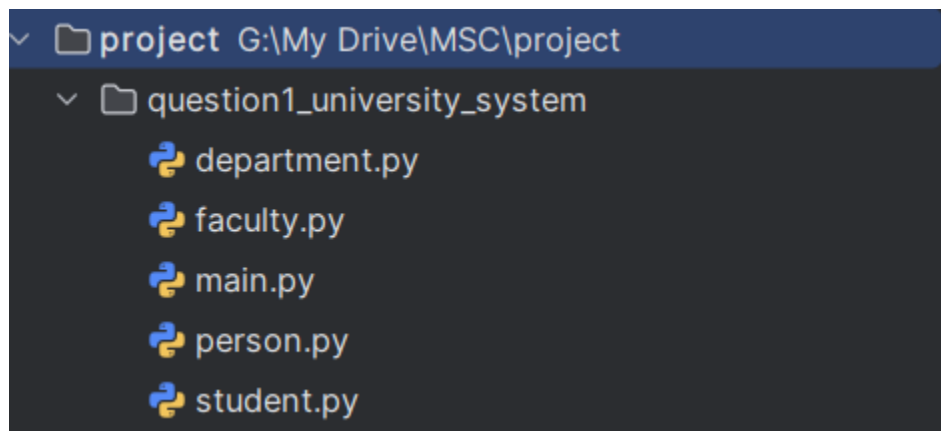 project G:\My Drive\MSC\project
question1_university_system
department.py
faculty.py
main.py
person.py
student.py